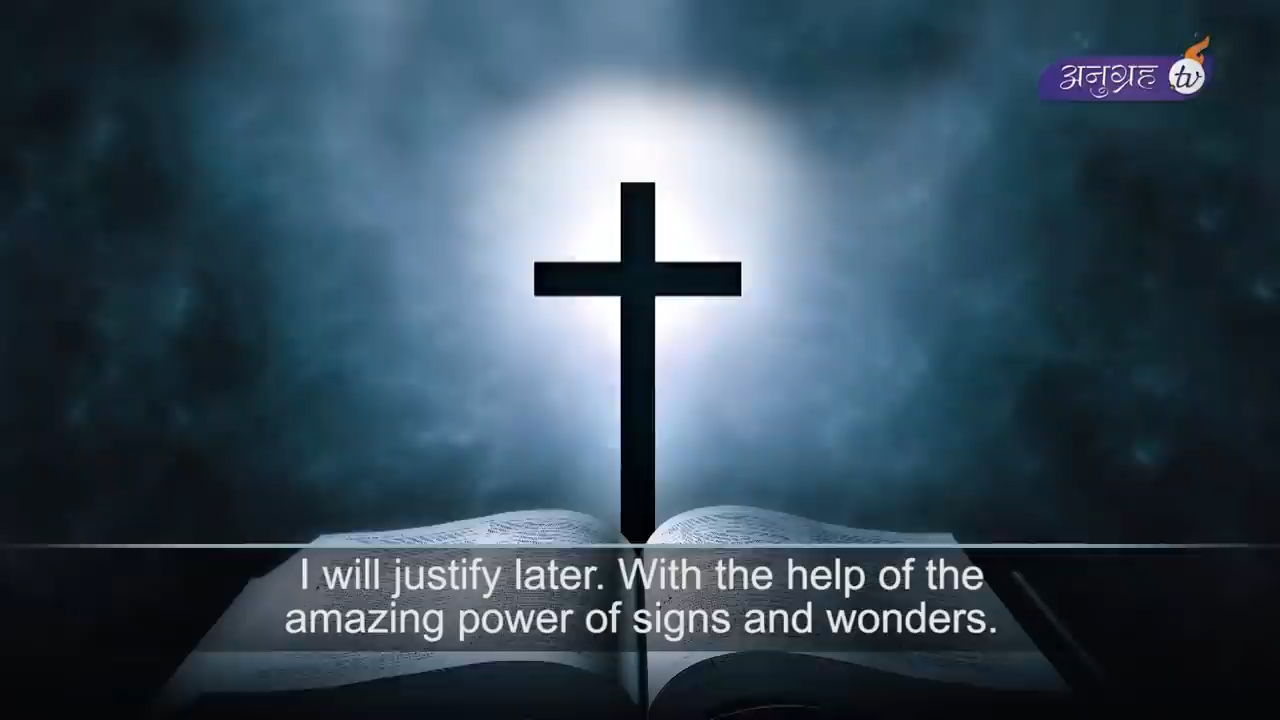 अनुग्रह tv
I will justify later. With the help of the
amazing power of signs and wonders.